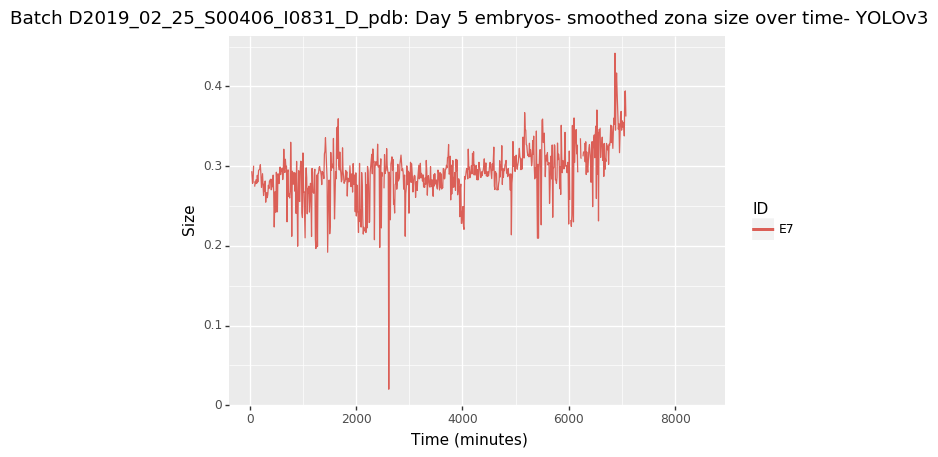 Batch D2019_02_25_S00406_I0831_D_pdb: Day 5 embryos- smoothed zona size over time- YOLOv3
0.4
0.3
0.2
0.1
0
Size
0 2000 4000 6000 8000
Time (minutes)
ID
E7